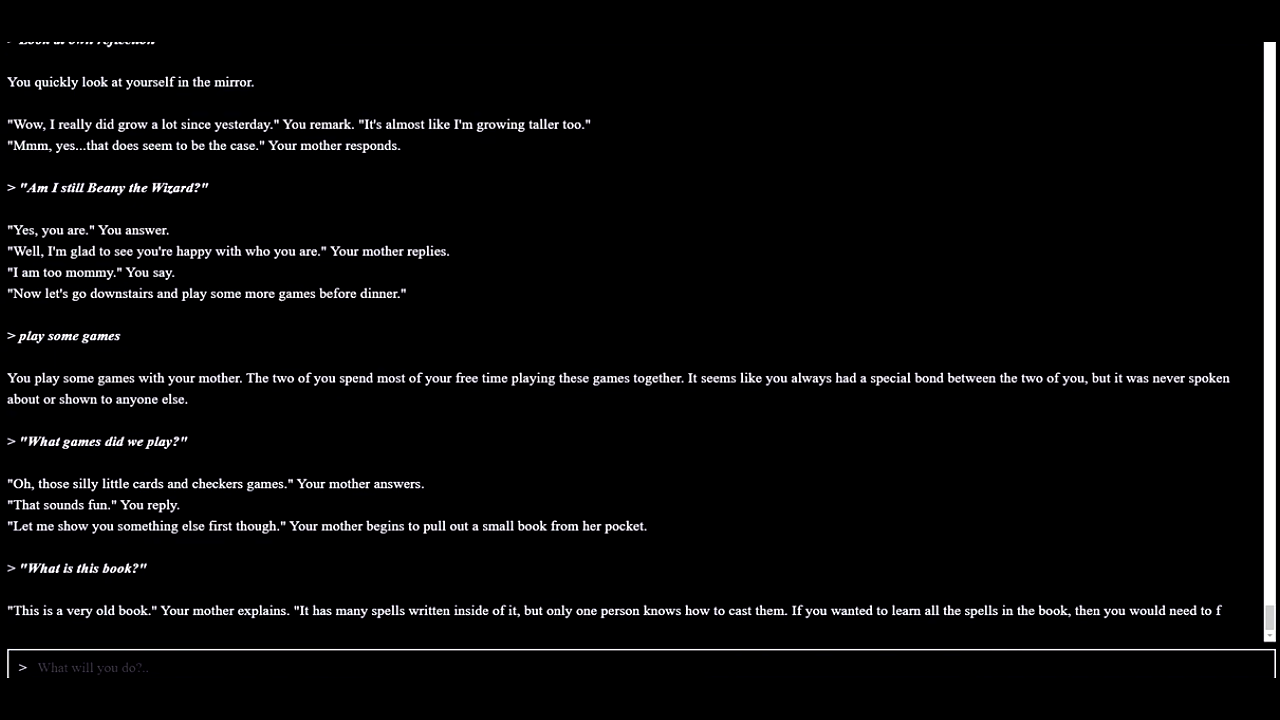 > "Look at own reflection"
You quickly look at yourself in the mirror.
"Wow, I really did grow a lot since yesterday." You remark. "It's almost like I'm growing taller too."
"Mmm, yes...that does seem to be the case." Your mother responds.
> "Am I still Beany the Wizard?"
"Yes, you are." You answer.
"Well, I'm glad to see you're happy with who you are." Your mother replies.
"I am too mommy." You say.
"Now let's go downstairs and play some more games before dinner."
> play some games
You play some games with your mother. The two of you spend most of your free time playing these games together. It seems like you always had a special bond between the two of you, but it was never spoken
about or shown to anyone else.
> "What games did we play?"
"Oh, those silly little cards and checkers games." Your mother answers.
"That sounds fun." You reply.
"Let me show you something else first though." Your mother begins to pull out a small book from her pocket.
> "What is this book?"
"This is a very old book." Your mother explains. "It has many spells written inside of it, but only one person knows how to cast them. If you wanted to learn all the spells in the book, then you would need to f
> What will you do?..